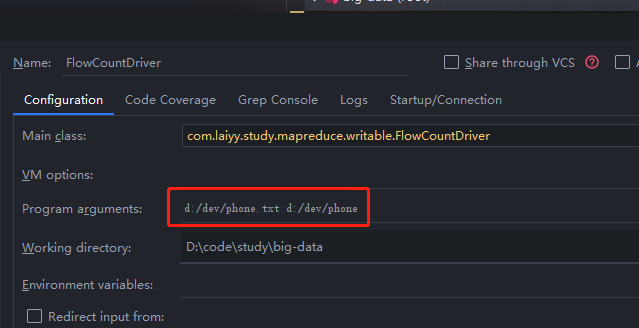 big-data (root)
Name: FlowCountDriver Share through VCS ? A
Configuration Code Coverage Grep Console Logs Startup/Connection
Main class: com.laiyy.study.mapreduce.writable.FlowCountDriver
VM options:
Program arguments: d:/dev/phone.txt d:/dev/phone
Working directory: D:\code\study\big-data
Environment variables:
Redirect input from: